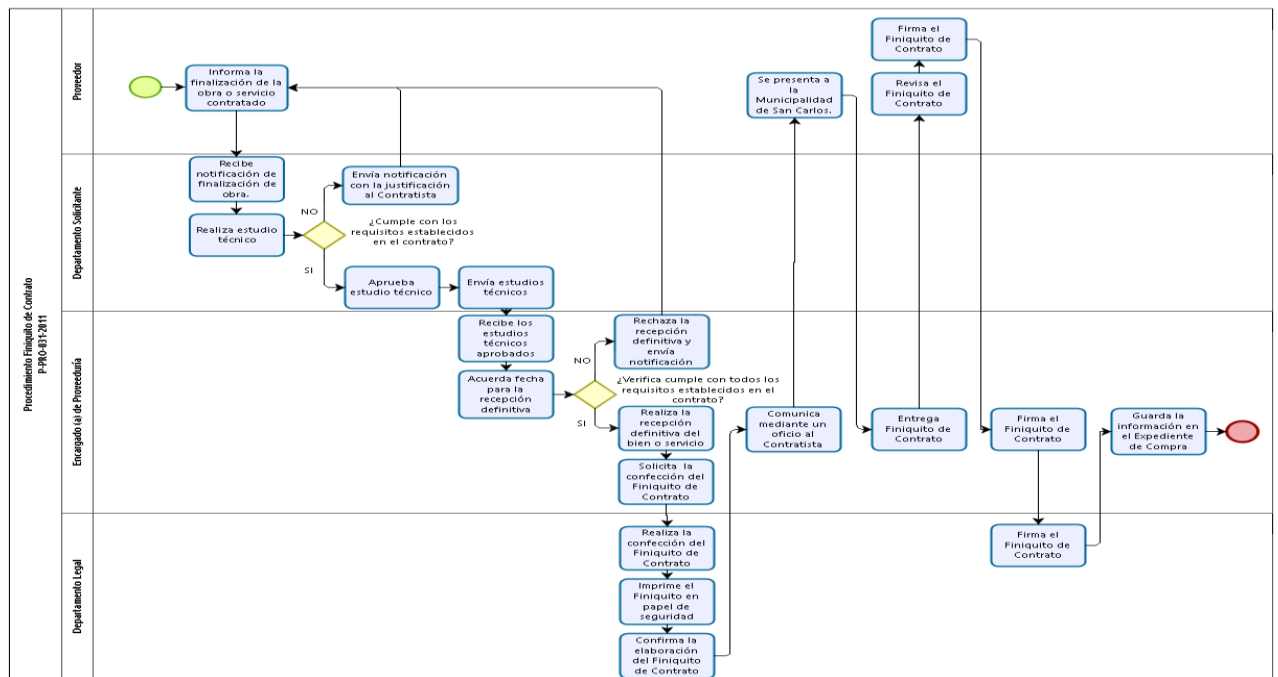 Procedimiento Finiquito de Contrato
P-PRO-031-2011
Proveedor
Informa la
finalización de la
obra o servicio
contratado
Se presenta a
la
Municipalidad
de San Carlos.
Firma el
Finiquito de
Contrato
Revisa el
Finiquito de
Contrato
Departamento Solicitante
Recibe
notificación de
finalización de
obra.
Realiza estudio
técnico
Envía notificación
con la justificación
al Contratista
NO
¿Cumple con los
requisitos establecidos
en el contrato?
SI
Aprueba
estudio técnico
Envía estudios
técnicos
Encargado (a) de Proveeduría
Recibe los
estudios
técnicos
aprobados
Acuerda fecha
para la
recepción
definitiva
Rechaza la
recepción
definitiva y
envía
notificación
NO
¿Verifica cumple con todos los
requisitos establecidos en el
contrato?
SI
Realiza la
recepción
definitiva del
bien o servicio
Solicita la
confección del
Finiquito de
Contrato
Comunica
mediante un
oficio al
Contratista
Entrega
Finiquito de
Contrato
Firma el
Finiquito de
Contrato
Guarda la
información en
el Expediente
de Compra
Departamento Legal
Realiza la
confección del
Finiquito de
Contrato
Imprime el
Finiquito en
papel de
seguridad
Confirma la
elaboración
del Finiquito
de Contrato
Firma el
Finiquito de
Contrato